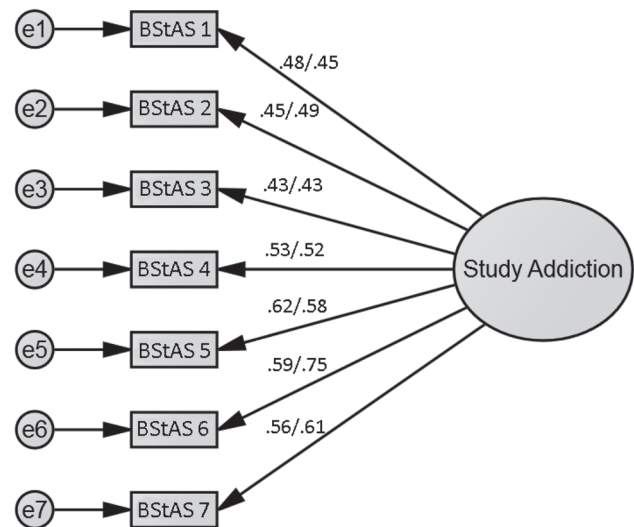 e1 BStAS 1
.48/.45
e2 BStAS 2
.45/.49
e3 BStAS 3
.43/.43
e4 BStAS 4
.53/.52
Study Addiction
e5 BStAS 5
.62/.58
e6 BStAS 6
.59/.75
e7 BStAS 7
.56/.61